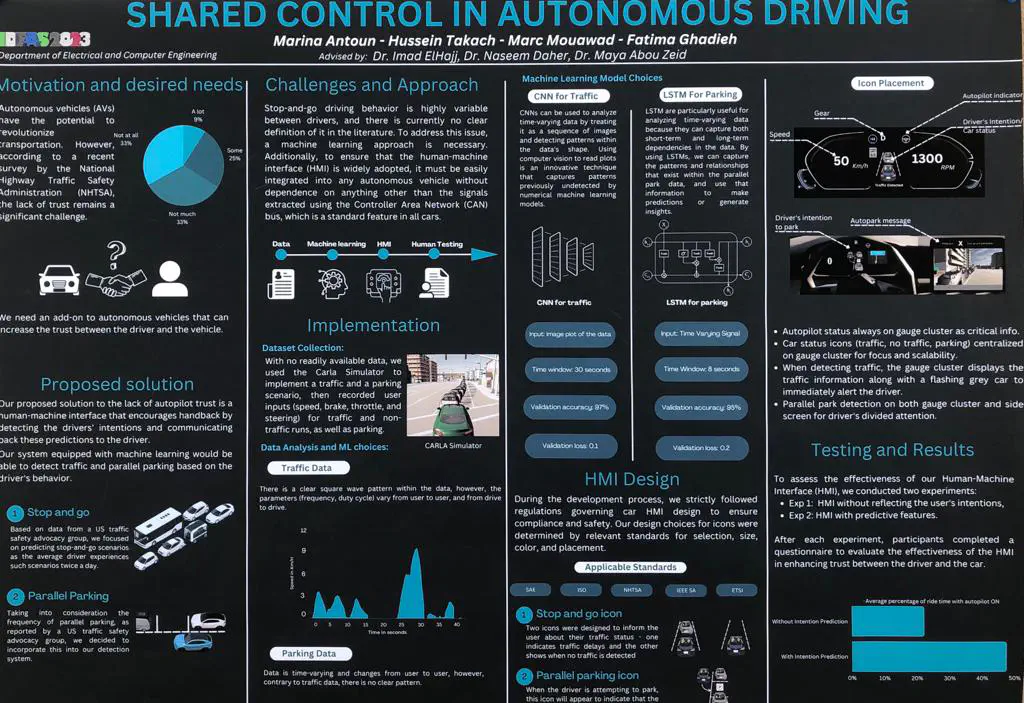 SHARED CONTROL IN AUTONOMOUS DRIVING
Marina Antoun - Hussein Takach - Marc Mouawad - Fatima Ghadieh
Department of Electrical and Computer Engineering
Advised by: Dr. Imad ElHajj, Dr. Naseem Daher, Dr. Maya Abou Zeid
Motivation and desired needs
Autonomous vehicles (AVs)
have the potential to
revolutionize
transportation. However,
according to a recent
survey by the National
Highway Traffic Safety
Administration (NHTSA),
the lack of trust remains a
significant challenge.
A lot
9%
Some
25%
Not much
33%
Not at all
33%
?
We need an add-on to autonomous vehicles that can
increase the trust between the driver and the vehicle.
Proposed solution
Our proposed solution to the lack of autopilot trust is a
human-machine interface that encourages handback by
detecting the drivers' intentions and communicating
back these predictions to the driver.
Our system equipped with machine learning would be
able to detect traffic and parallel parking based on the
driver's behavior.
1 Stop and go
Based on data from a US traffic
safety advocacy group, we focused
on predicting stop-and-go scenarios
as the average driver experiences
such scenarios twice a day.
2 Parallel Parking
Taking into consideration the
frequency of parallel parking, as
reported by a US traffic safety
advocacy group, we decided to
incorporate this into our detection
system.
Challenges and Approach
Stop-and-go driving behavior is highly variable
between drivers, and there is currently no clear
definition of it in the literature. To address this issue,
a machine learning approach is necessary.
Additionally, to ensure that the human-machine
interface (HMI) is widely adopted, it must be easily
integrated into any autonomous vehicle without
dependence on anything other than the signals
extracted using the Controller Area Network (CAN)
bus, which is a standard feature in all cars.
Data Machine learning HMI Human Testing
Implementation
Dataset Collection:
With no readily available data, we
used the Carla Simulator to
implement a traffic and a parking
scenario, then recorded user
inputs (speed, brake, throttle, and
steering) for traffic and non-
traffic runs, as well as parking.
CARLA Simulator
Data Analysis and ML choices:
Traffic Data
There is a clear square wave pattern within the data, however, the
parameters (frequency, duty cycle) vary from user to user, and from drive
to drive.
12
9
6
3
0
Speed in Km/h
0 5 10 15 20 25 30 35 40
Time in seconds
Parking Data
Data is time-varying and changes from user to user, however,
contrary to traffic data, there is no clear pattern.
Machine Learning Model Choices
CNN for Traffic
CNNs can be used to analyze
time-varying data by treating
it as a sequence of images
and detecting patterns within
the data's shape. Using
computer vision to read plots
is an innovative technique
that captures patterns
previously undetected by
numerical machine learning
models.
CNN for traffic
Input: Image plot of the data
Time window: 30 seconds
Validation accuracy: 97%
Validation loss: 0.1
LSTM For Parking
LSTM are particularly useful for
analyzing time-varying data
because they can capture both
short-term and long-term
dependencies in the data. By
using LSTMs, we can capture
the patterns and relationships
that exist within the parallel
park data, and use that
information to make
predictions or generate
insights.
LSTM for parking
Input: Time Varying Signal
Time Window: 8 seconds
Validation accuracy: 95%
Validation loss: 0.2
HMI Design
During the development process, we strictly followed
regulations governing car HMI design to ensure
compliance and safety. Our design choices for icons were
determined by relevant standards for selection, size,
color, and placement.
Applicable Standards
SAE ISO NHTSA IEEE SA ETSI
1 Stop and go icon
Two icons were designed to inform the
user about their traffic status - one
indicates traffic delays and the other
shows when no traffic is detected
2 Parallel parking icon
When the driver is attempting to park,
this icon will appear to indicate that the
Icon Placement
Autopilot indicator
Gear
Driver's Intention/
Car status
Speed
50 Km/h
1300 RPM
Traffic Detected
Driver's intention
to park
Autopark message
0
X
Autopilot status always on gauge cluster as critical info.
Car status icons (traffic, no traffic, parking) centralized
on gauge cluster for focus and scalability.
When detecting traffic, the gauge cluster displays the
traffic information along with a flashing grey car to
immediately alert the driver.
Parallel park detection on both gauge cluster and side
screen for driver's divided attention.
Testing and Results
To assess the effectiveness of our Human-Machine
Interface (HMI), we conducted two experiments:
Exp 1: HMI without reflecting the user's intentions,
Exp 2: HMI with predictive features.
After each experiment, participants completed a
questionnaire to evaluate the effectiveness of the HMI
in enhancing trust between the driver and the car.
Average percentage of ride time with autopilot ON
Without Intention Prediction
With Intention Prediction
0% 10% 20% 30% 40% 50%